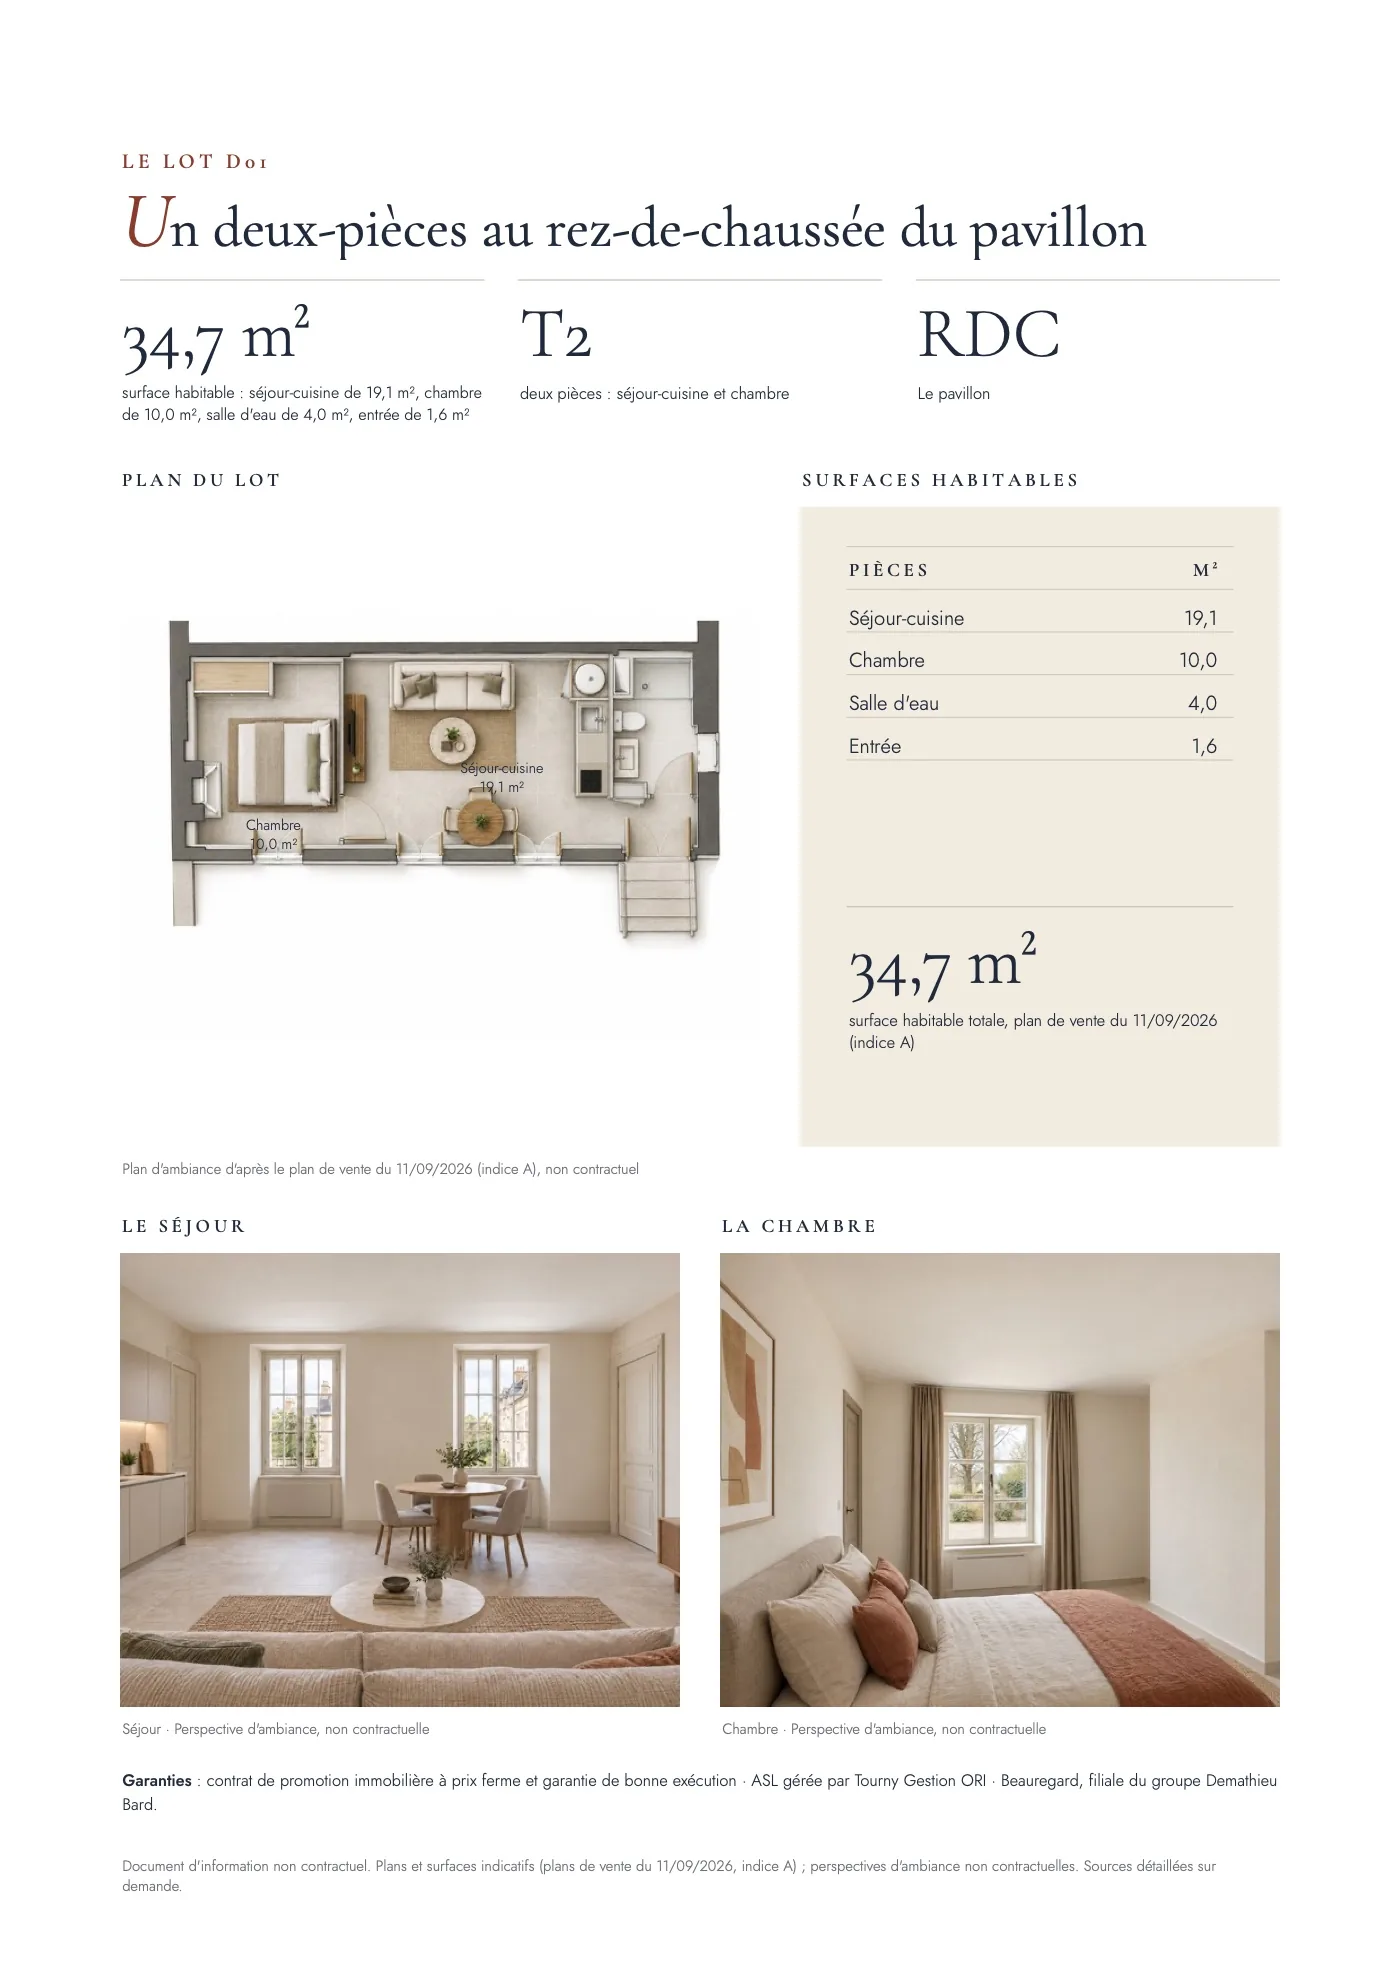 LE LOT D01
Un deux-pièces au rez-de-chaussée du pavillon
34,7 m²
surface habitable : séjour-cuisine de 19,1 m², chambre
de 10,0 m², salle d'eau de 4,0 m², entrée de 1,6 m²
T2
deux pièces : séjour-cuisine et chambre
RDC
Le pavillon
PLAN DU LOT
Séjour-cuisine
19,1 m²
Chambre
10,0 m²
Plan d'ambiance d'après le plan de vente du 11/09/2026 (indice A), non contractuel
SURFACES HABITABLES
PIÈCES M²
Séjour-cuisine 19,1
Chambre 10,0
Salle d'eau 4,0
Entrée 1,6
34,7 m²
surface habitable totale, plan de vente du 11/09/2026
(indice A)
LE SÉJOUR
Séjour · Perspective d'ambiance, non contractuelle
LA CHAMBRE
Chambre · Perspective d'ambiance, non contractuelle
Garanties : contrat de promotion immobilière à prix ferme et garantie de bonne exécution · ASL gérée par Tourny Gestion ORI · Beauregard, filiale du groupe Demathieu
Bard.
Document d'information non contractuel. Plans et surfaces indicatifs (plans de vente du 11/09/2026, indice A) ; perspectives d'ambiance non contractuelles. Sources détaillées sur
demande.